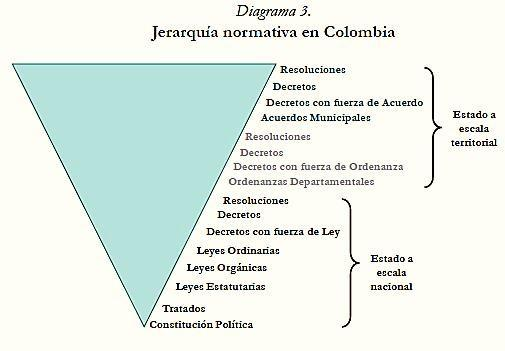 Diagrama 3.
Jerarquía normativa en Colombia
Resoluciones
Decretos
Decretos con fuerza de Acuerdo
Acuerdos Municipales
Resoluciones
Decretos
Decretos con fuerza de Ordenanza
Ordenanzas Departamentales
Estado a
escala
territorial
Resoluciones
Decretos
Decretos con fuerza de Ley
Leyes Ordinarias
Leyes Orgánicas
Leyes Estatutarias
Tratados
Constitución Política
Estado a
escala
nacional